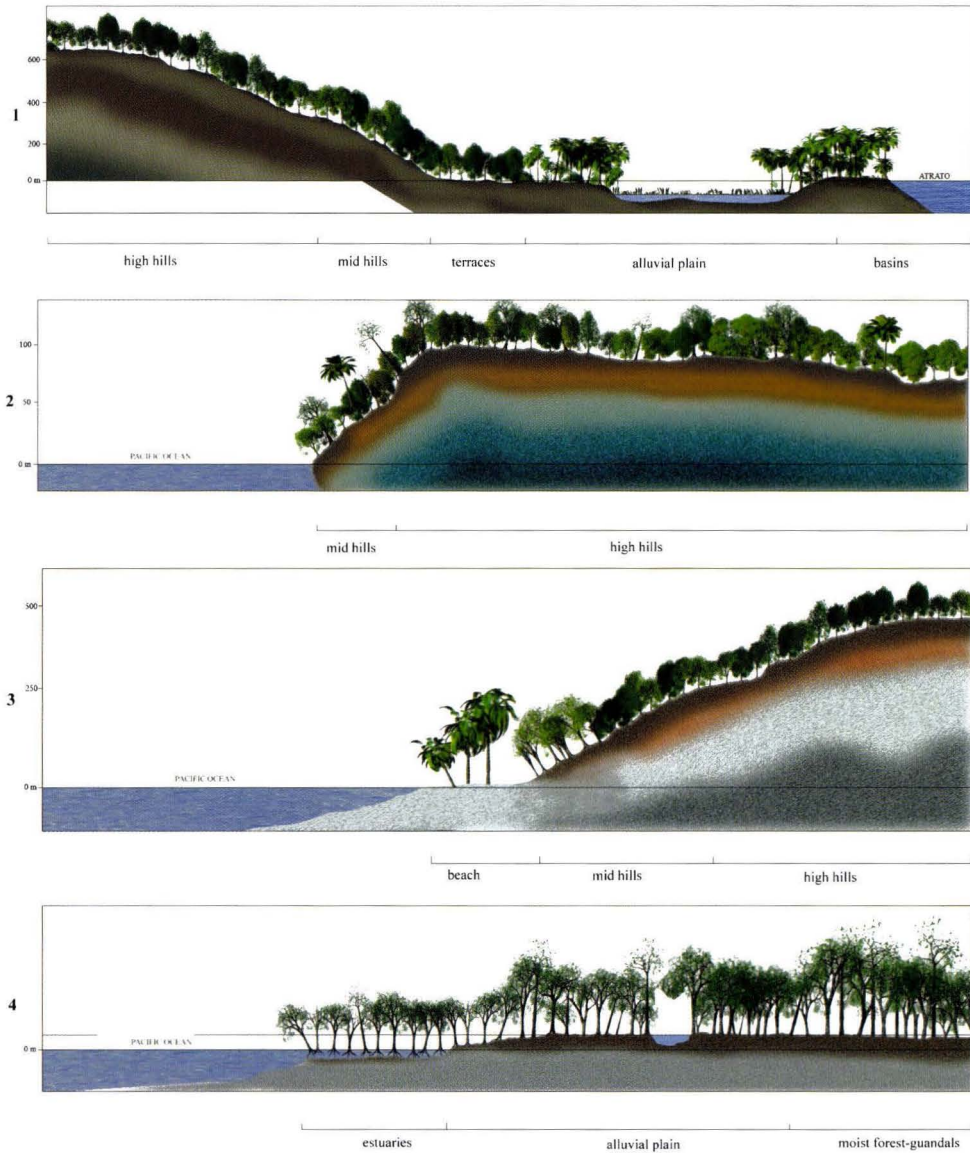 600
400
1
200
0 m
ATRATO
high hills
mid hills
terraces
alluvial plain
basins
100
2
50
PACIFIC OCEAN
0 m
mid hills
high hills
500
250
3
PACIFIC OCEAN
0 m
beach
mid hills
high hills
4
PACIFIC OCEAN
0 m
estuaries
alluvial plain
moist forest-guandals